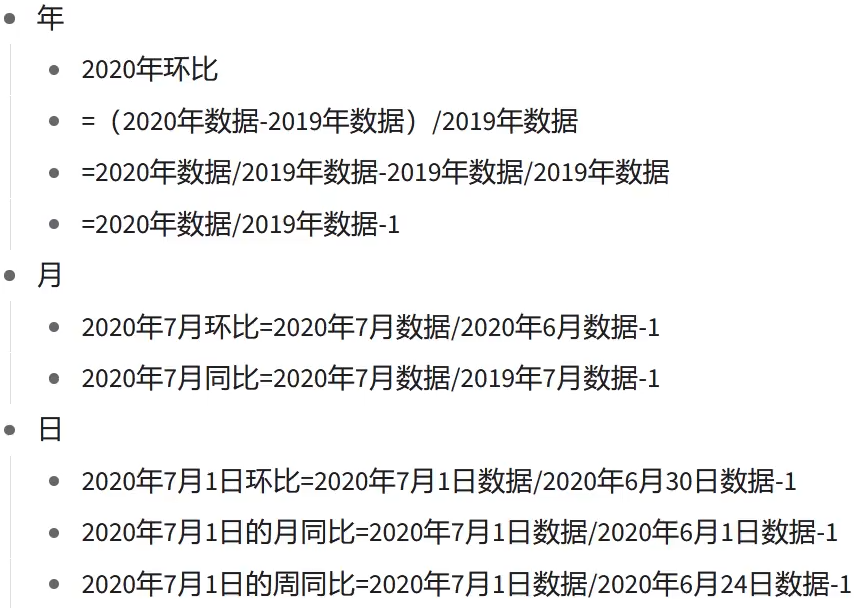 年
2020年环比
=（2020年数据-2019年数据）/2019年数据
=2020年数据/2019年数据-2019年数据/2019年数据
=2020年数据/2019年数据-1
月
2020年7月环比=2020年7月数据/2020年6月数据-1
2020年7月同比=2020年7月数据/2019年7月数据-1
日
2020年7月1日环比=2020年7月1日数据/2020年6月30日数据-1
2020年7月1日的月同比=2020年7月1日数据/2020年6月1日数据-1
2020年7月1日的周同比=2020年7月1日数据/2020年6月24日数据-1